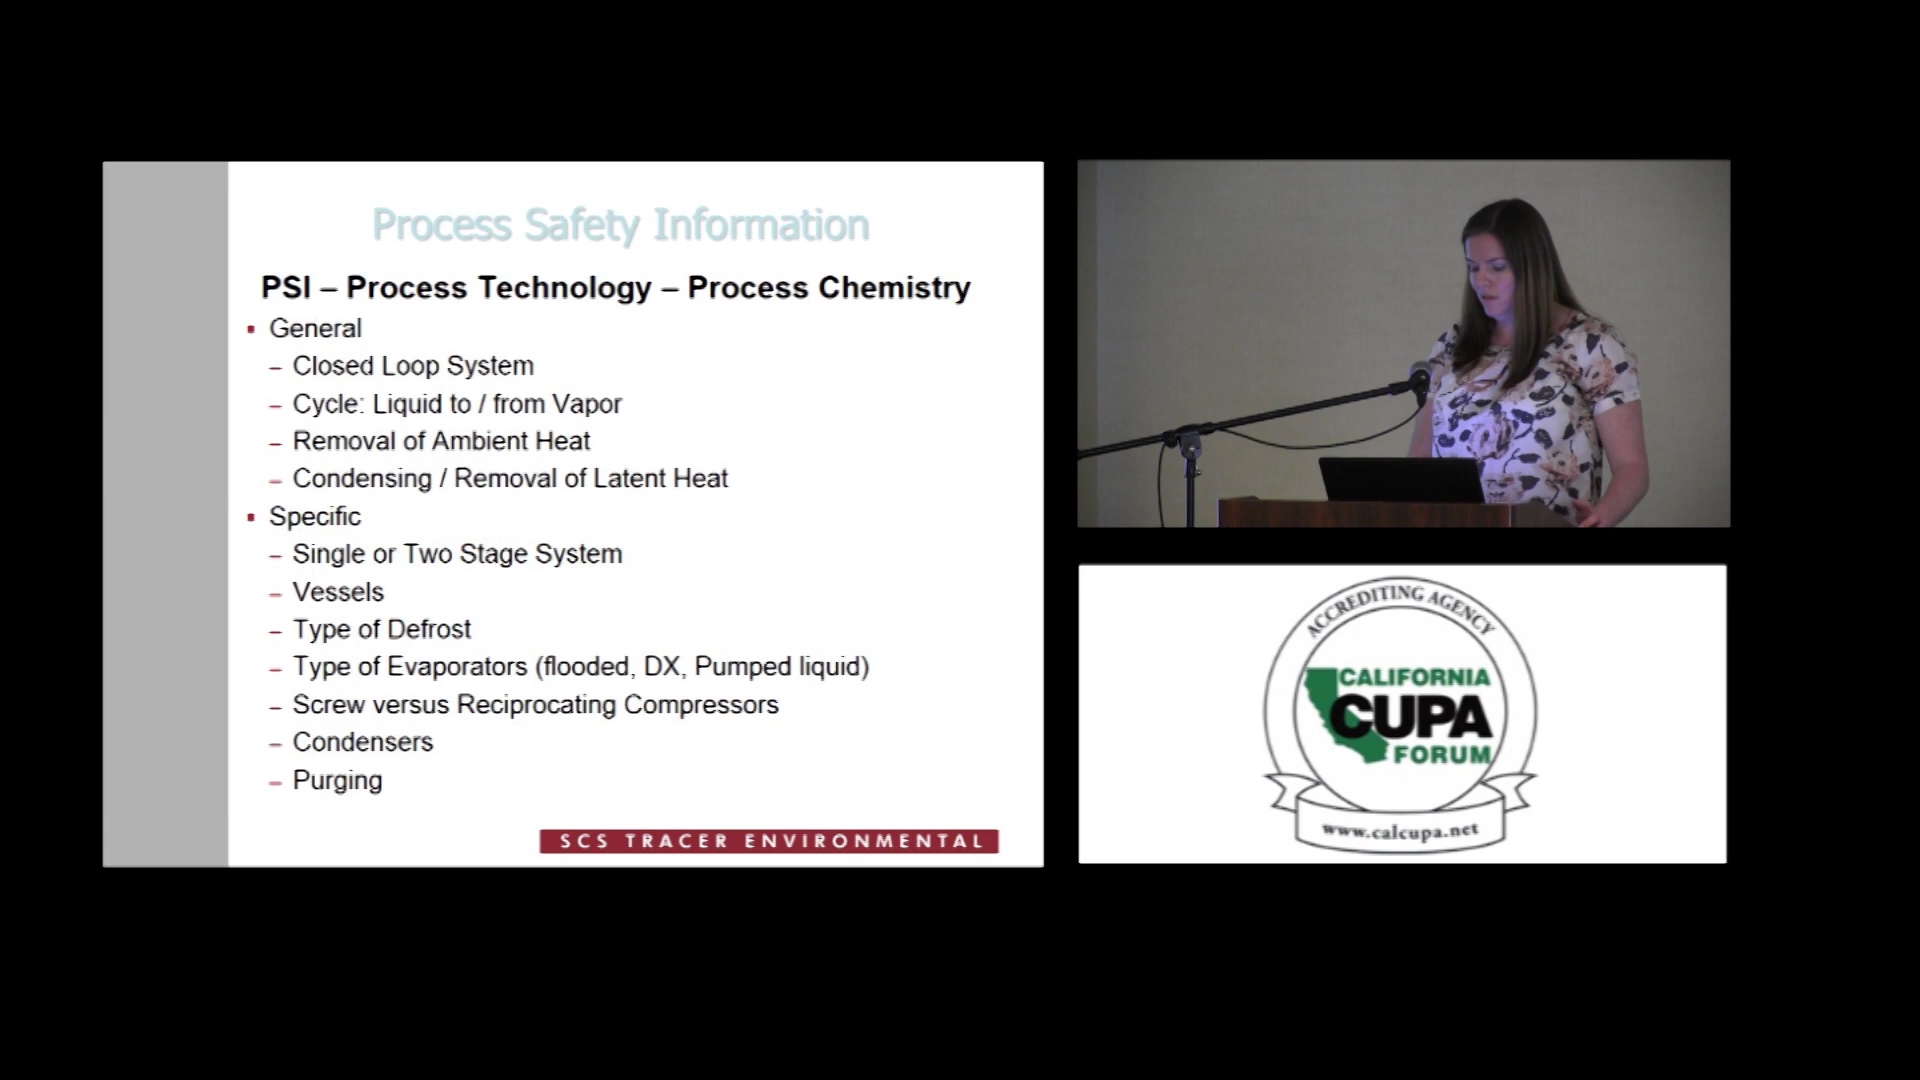 Process Safety Information
PSI – Process Technology – Process Chemistry
▪ General
– Closed Loop System
– Cycle: Liquid to / from Vapor
– Removal of Ambient Heat
– Condensing / Removal of Latent Heat
▪ Specific
– Single or Two Stage System
– Vessels
– Type of Defrost
– Type of Evaporators (flooded, DX, Pumped liquid)
– Screw versus Reciprocating Compressors
– Condensers
– Purging
SCS TRACER ENVIRONMENTAL
ACCREDITING AGENCY
CALIFORNIA
CUPA
FORUM
www.calcupa.net